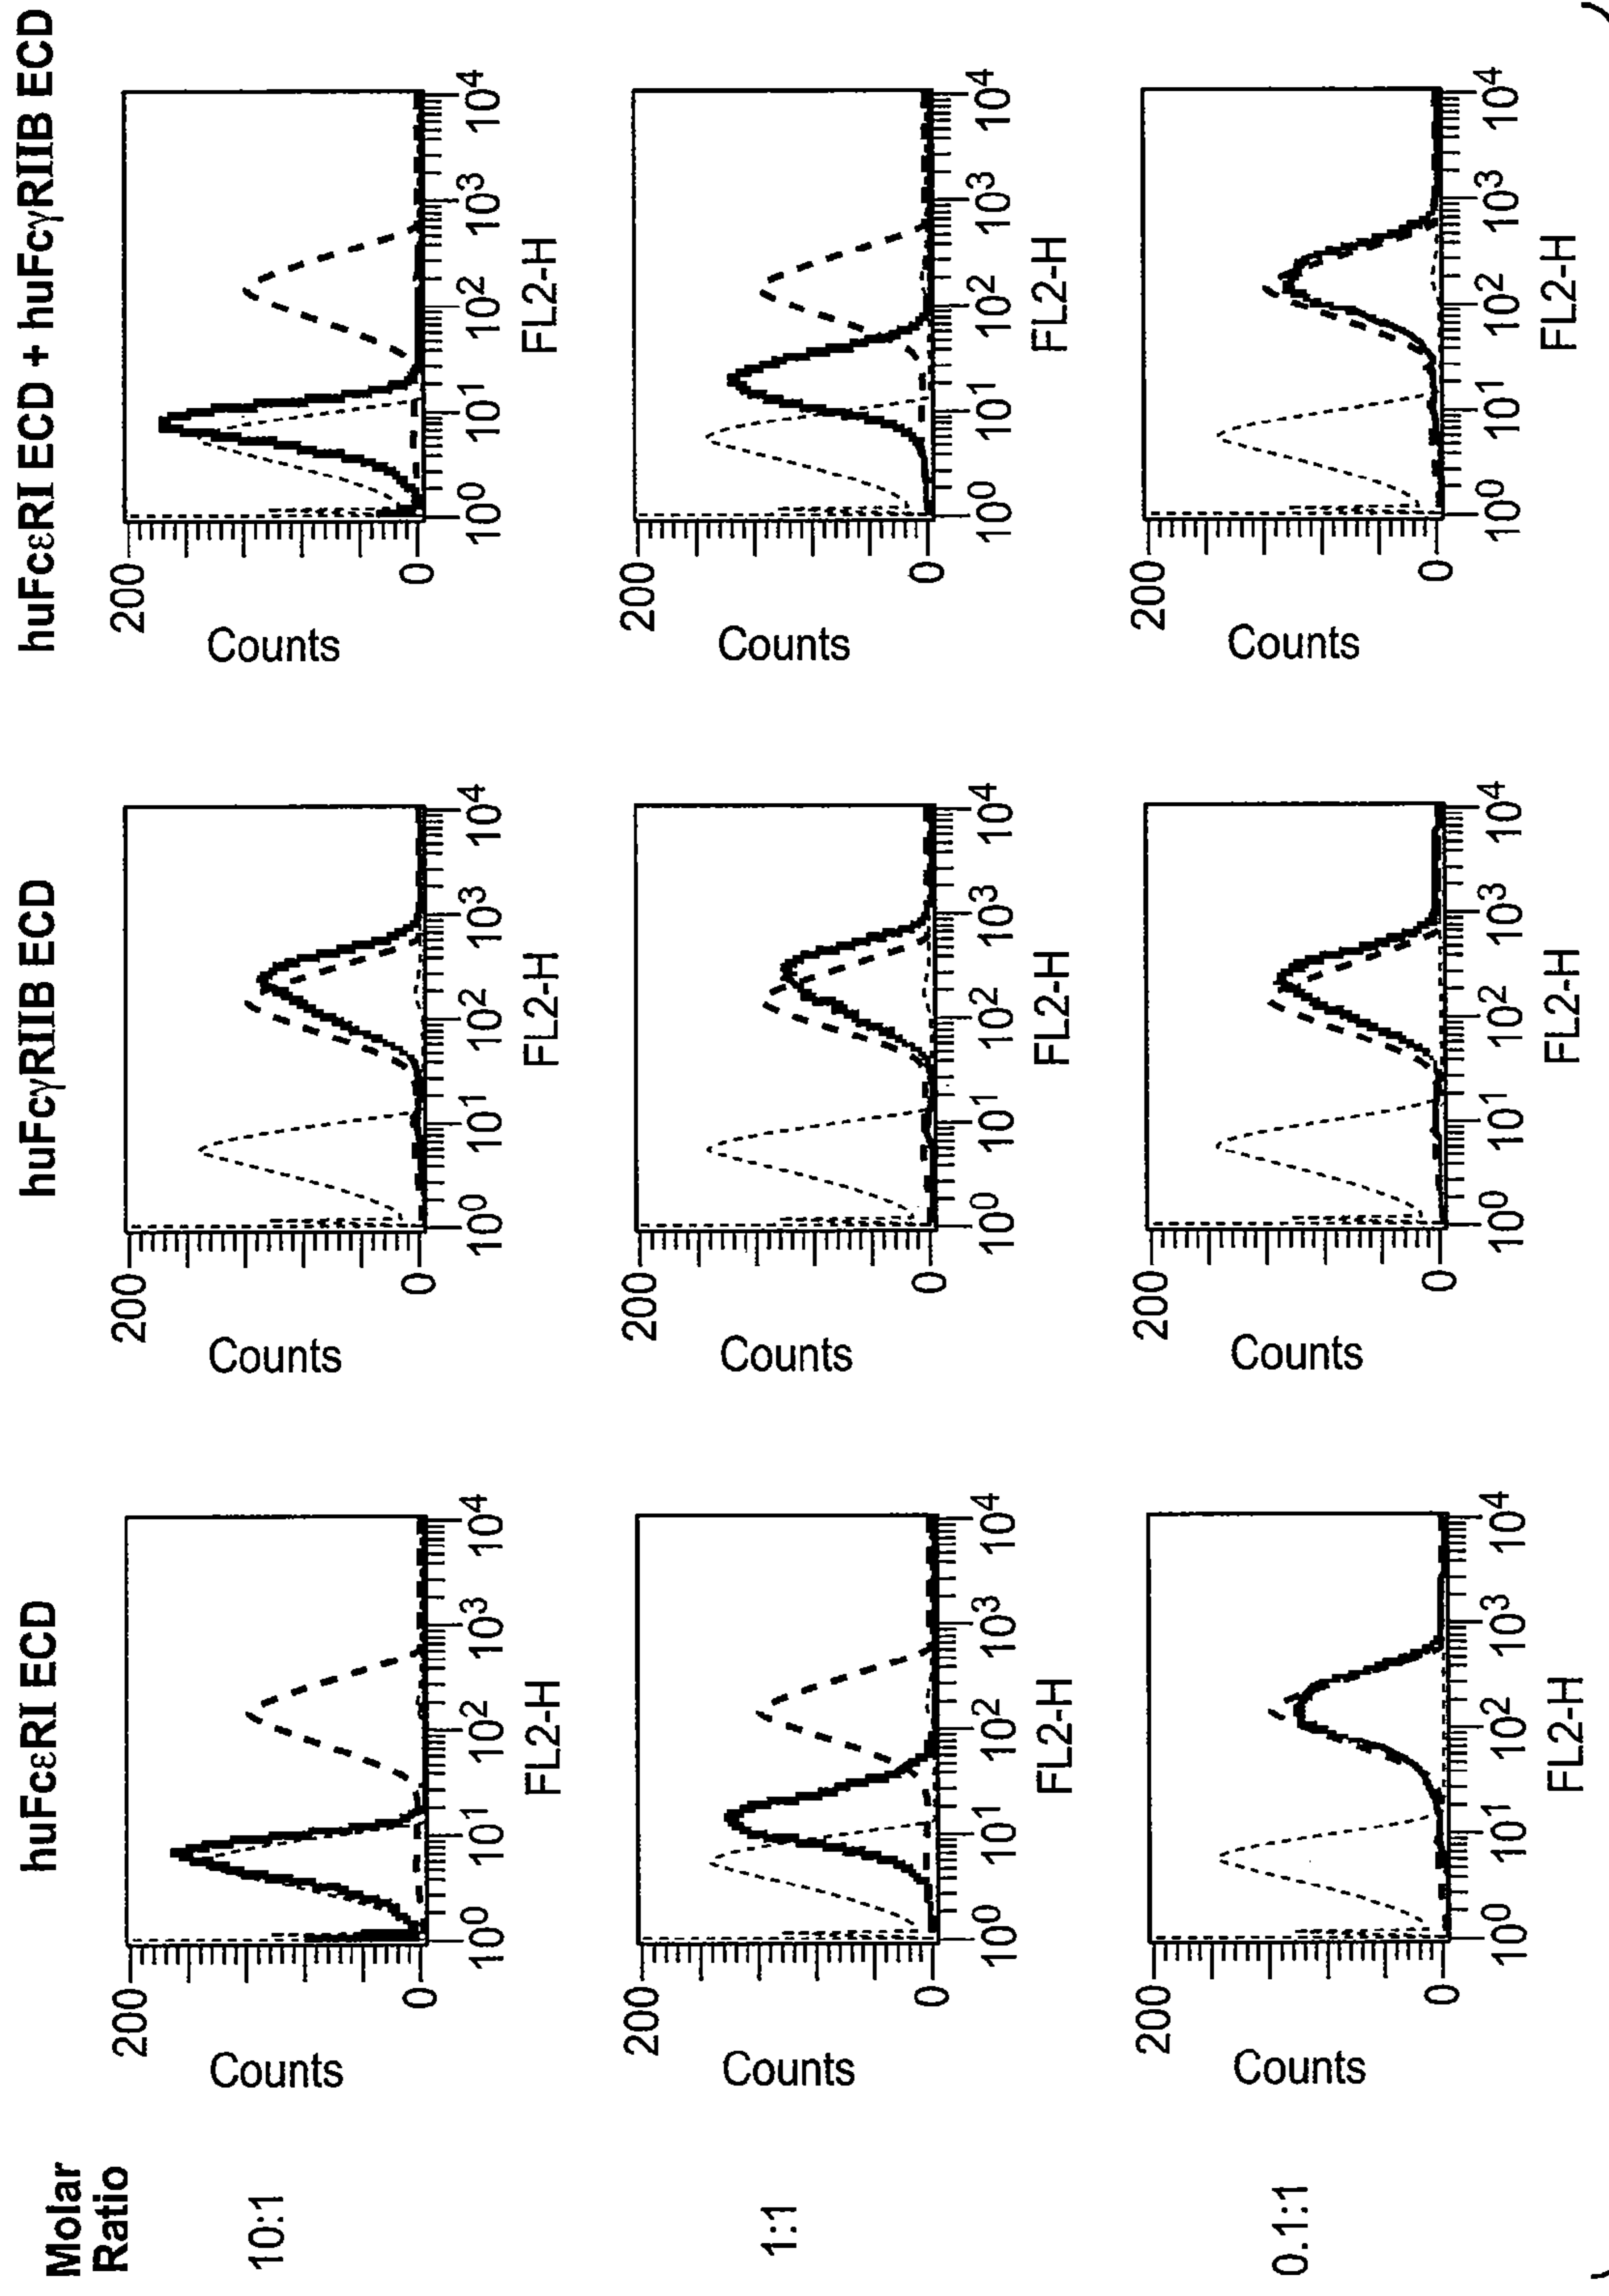 Molar
Ratio
huFcεRI ECD
huFcγRIIB ECD
huFcεRI ECD + huFcγRIIB ECD
10:1
200
Counts
0
10⁰ 10¹ 10² 10³ 10⁴
FL2-H
200
Counts
0
10⁰ 10¹ 10² 10³ 10⁴
FL2-H
200
Counts
0
10⁰ 10¹ 10² 10³ 10⁴
FL2-H
1:1
200
Counts
0
10⁰ 10¹ 10² 10³ 10⁴
FL2-H
200
Counts
0
10⁰ 10¹ 10² 10³ 10⁴
FL2-H
200
Counts
0
10⁰ 10¹ 10² 10³ 10⁴
FL2-H
0.1:1
200
Counts
0
10⁰ 10¹ 10² 10³ 10⁴
FL2-H
200
Counts
0
10⁰ 10¹ 10² 10³ 10⁴
FL2-H
200
Counts
0
10⁰ 10¹ 10² 10³ 10⁴
FL2-H